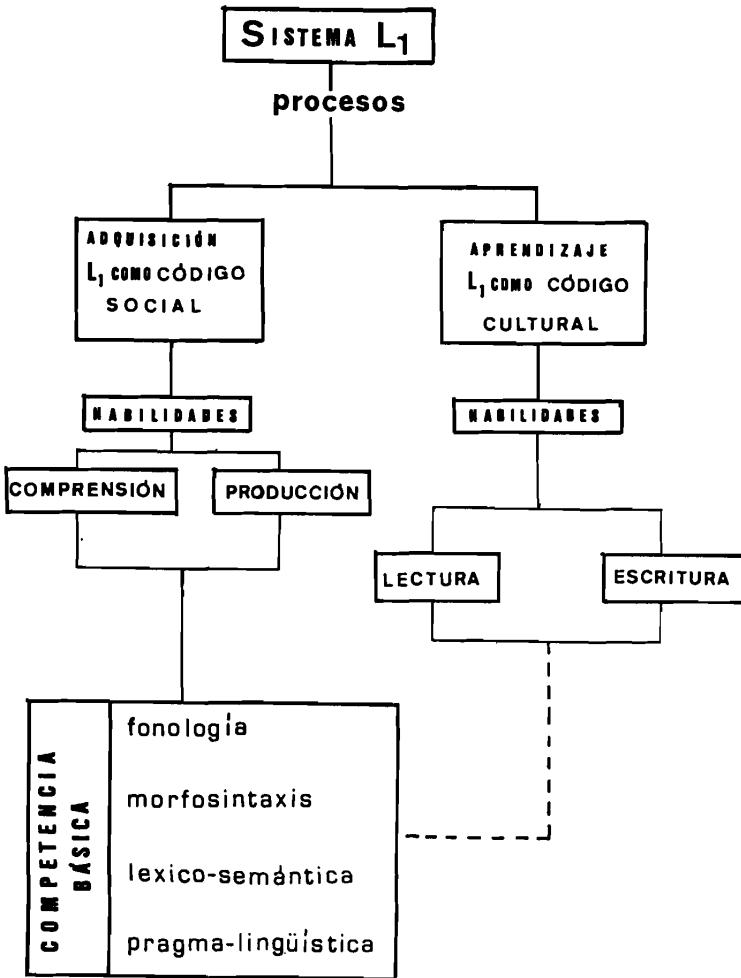 SISTEMA L1
procesos
ADQUISICIÓN
L1 COMO CÓDIGO
SOCIAL
APRENDIZAJE
L1 COMO CÓDIGO
CULTURAL
HABILIDADES
HABILIDADES
COMPRENSIÓN
PRODUCCIÓN
LECTURA
ESCRITURA
COMPETENCIA
BÁSICA
fonología
morfosintaxis
lexico-semántica
pragma-lingüística